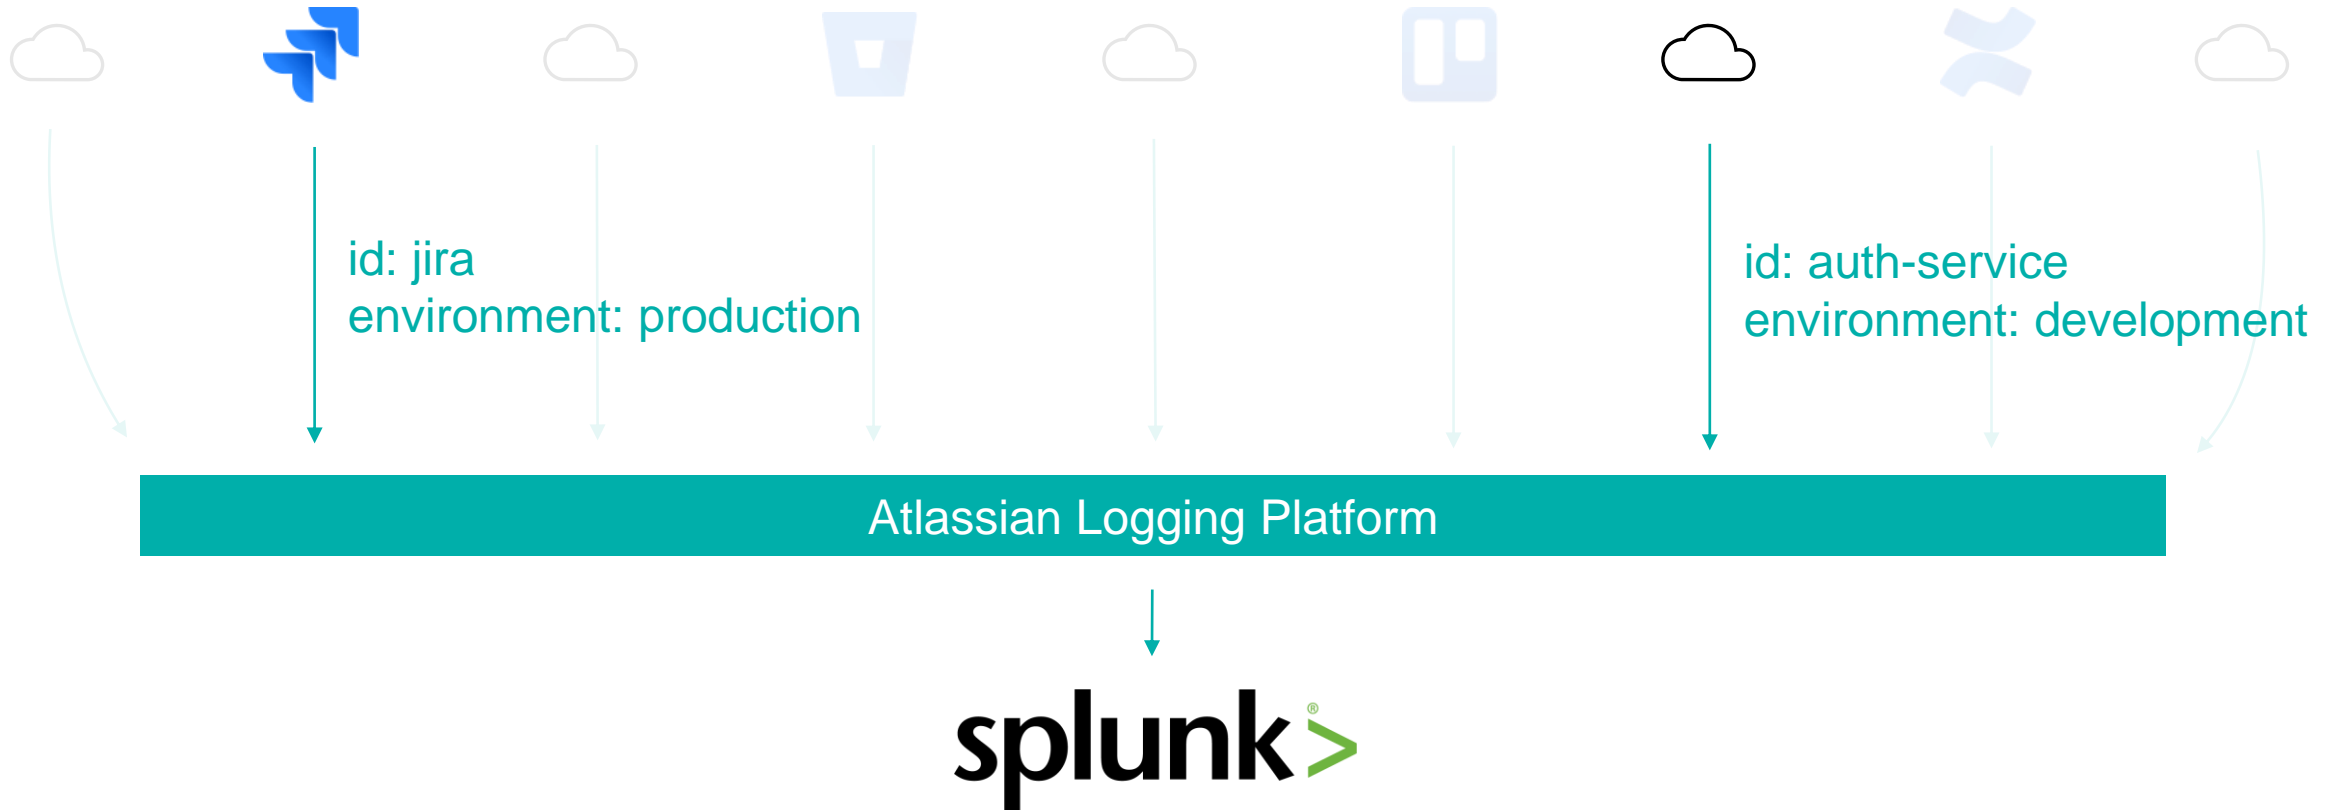 id: jira
environment: production
id: auth-service
environment: development
Atlassian Logging Platform
splunk>®